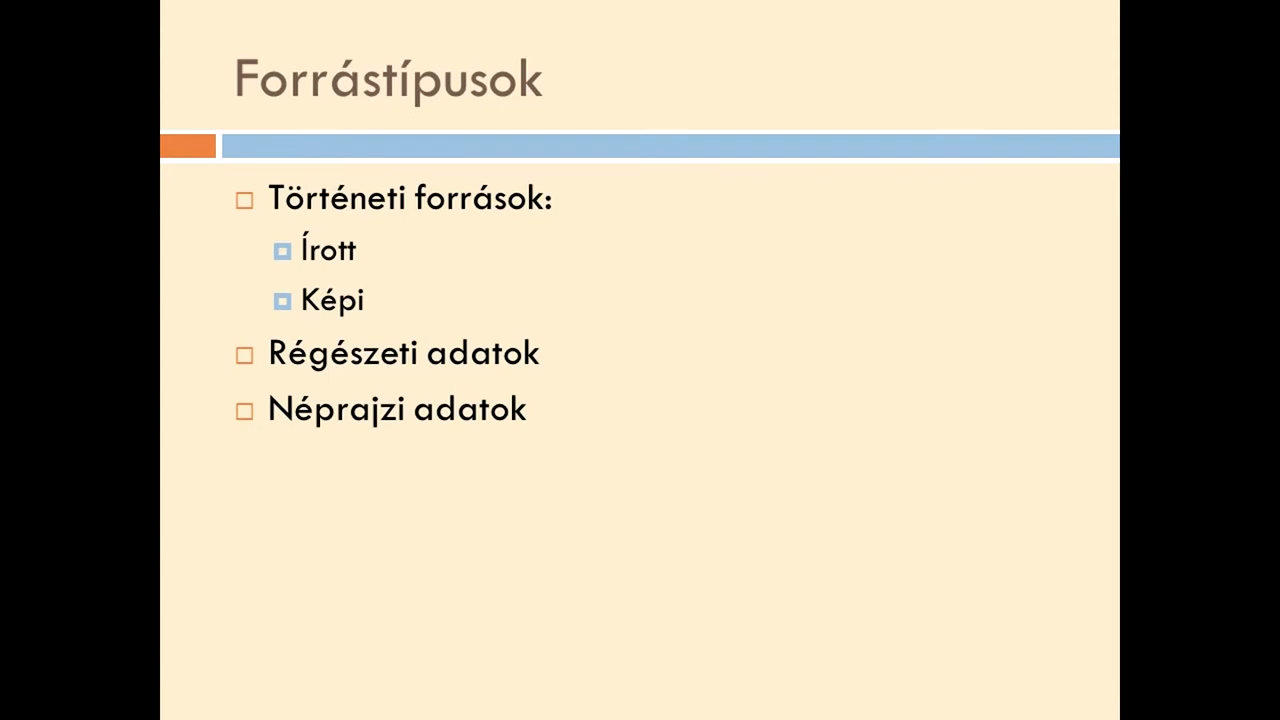 Forrástípusok
Történeti források:
Írott
Képi
Régészeti adatok
Néprajzi adatok